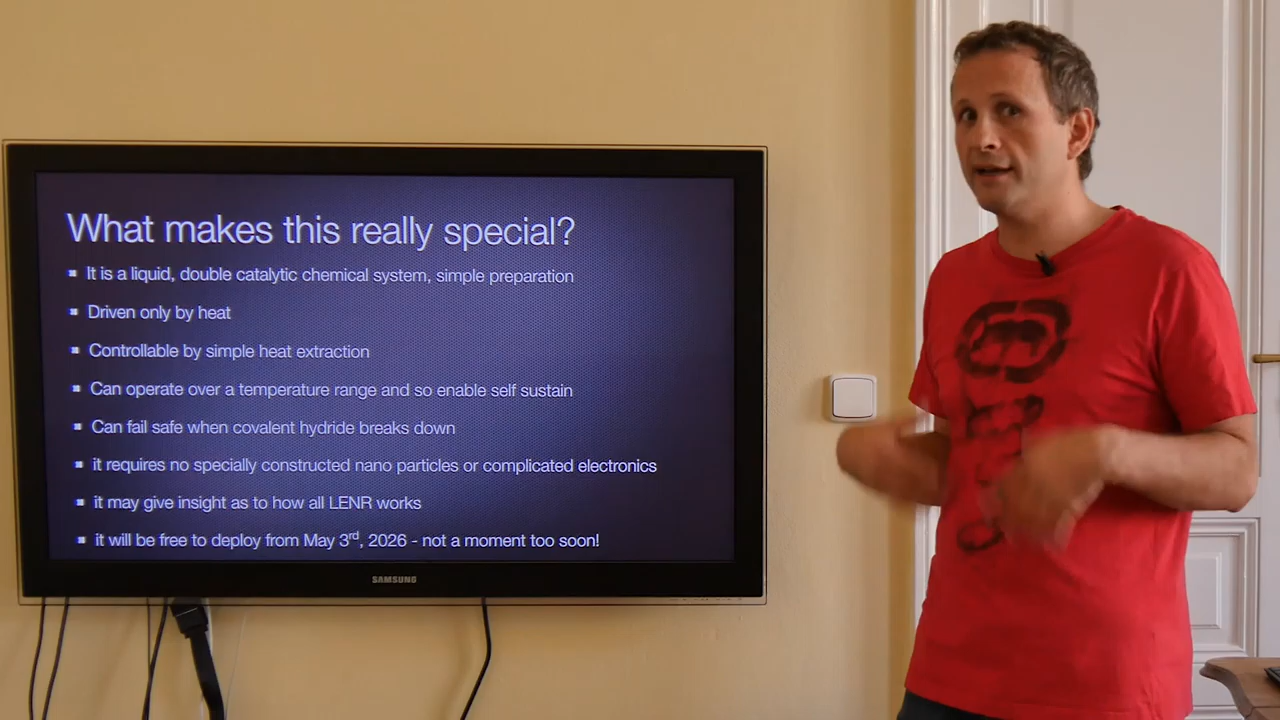 What makes this really special?
It is a liquid, double catalytic chemical system, simple preparation
Driven only by heat
Controllable by simple heat extraction
Can operate over a temperature range and so enable self sustain
Can fail safe when covalent hydride breaks down
it requires no specially constructed nano particles or complicated electronics
it may give insight as to how all LENR works
it will be free to deploy from May 3rd, 2026 - not a moment too soon!
SAMSUNG